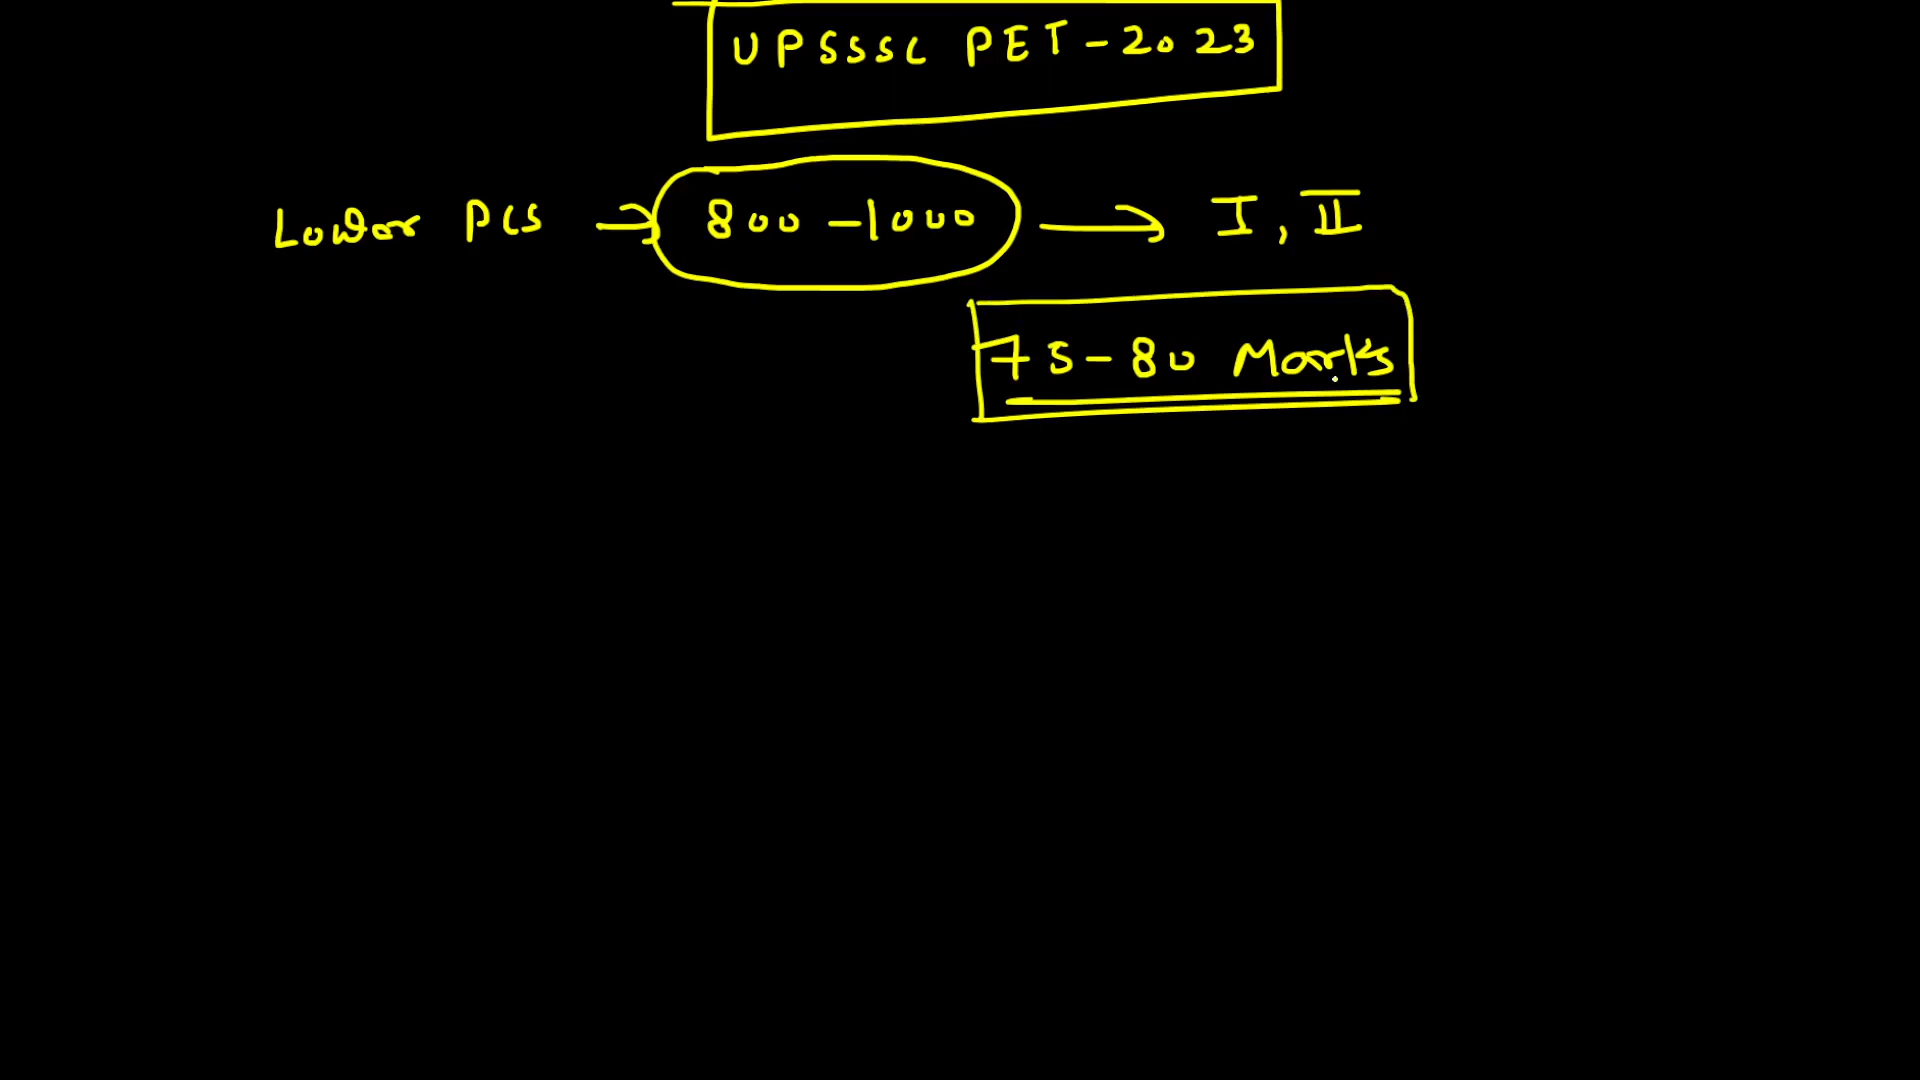 UPSSSC PET-2023
Lower PCS → 800-1000 → I, II
75-80 Marks